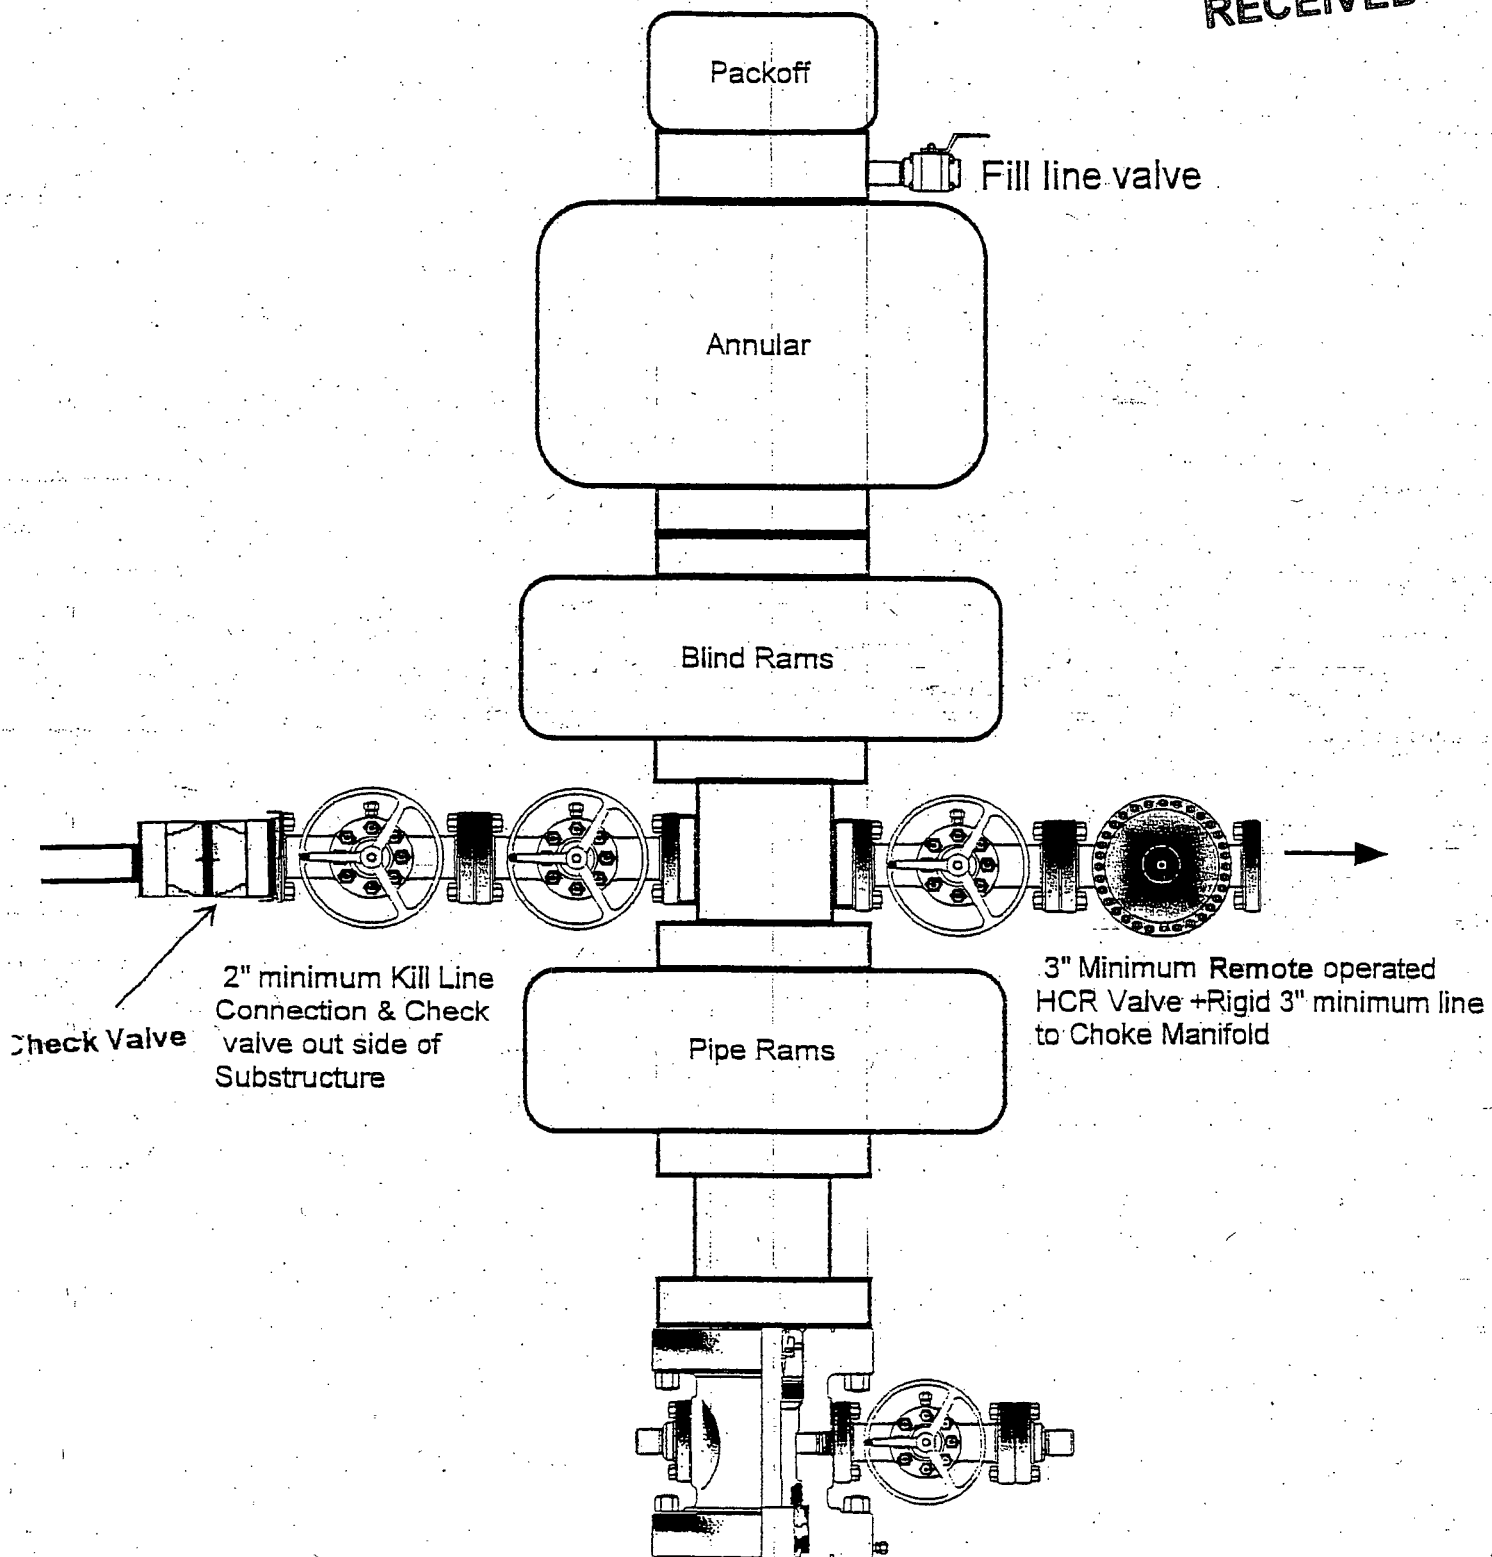 RECEIVED
Packoff
Fill line valve
Annular
Blind Rams
2" minimum Kill Line
Connection & Check
valve out side of
Substructure
Check Valve
3" Minimum Remote operated
HCR Valve +Rigid 3" minimum line
to Choke Manifold
Pipe Rams